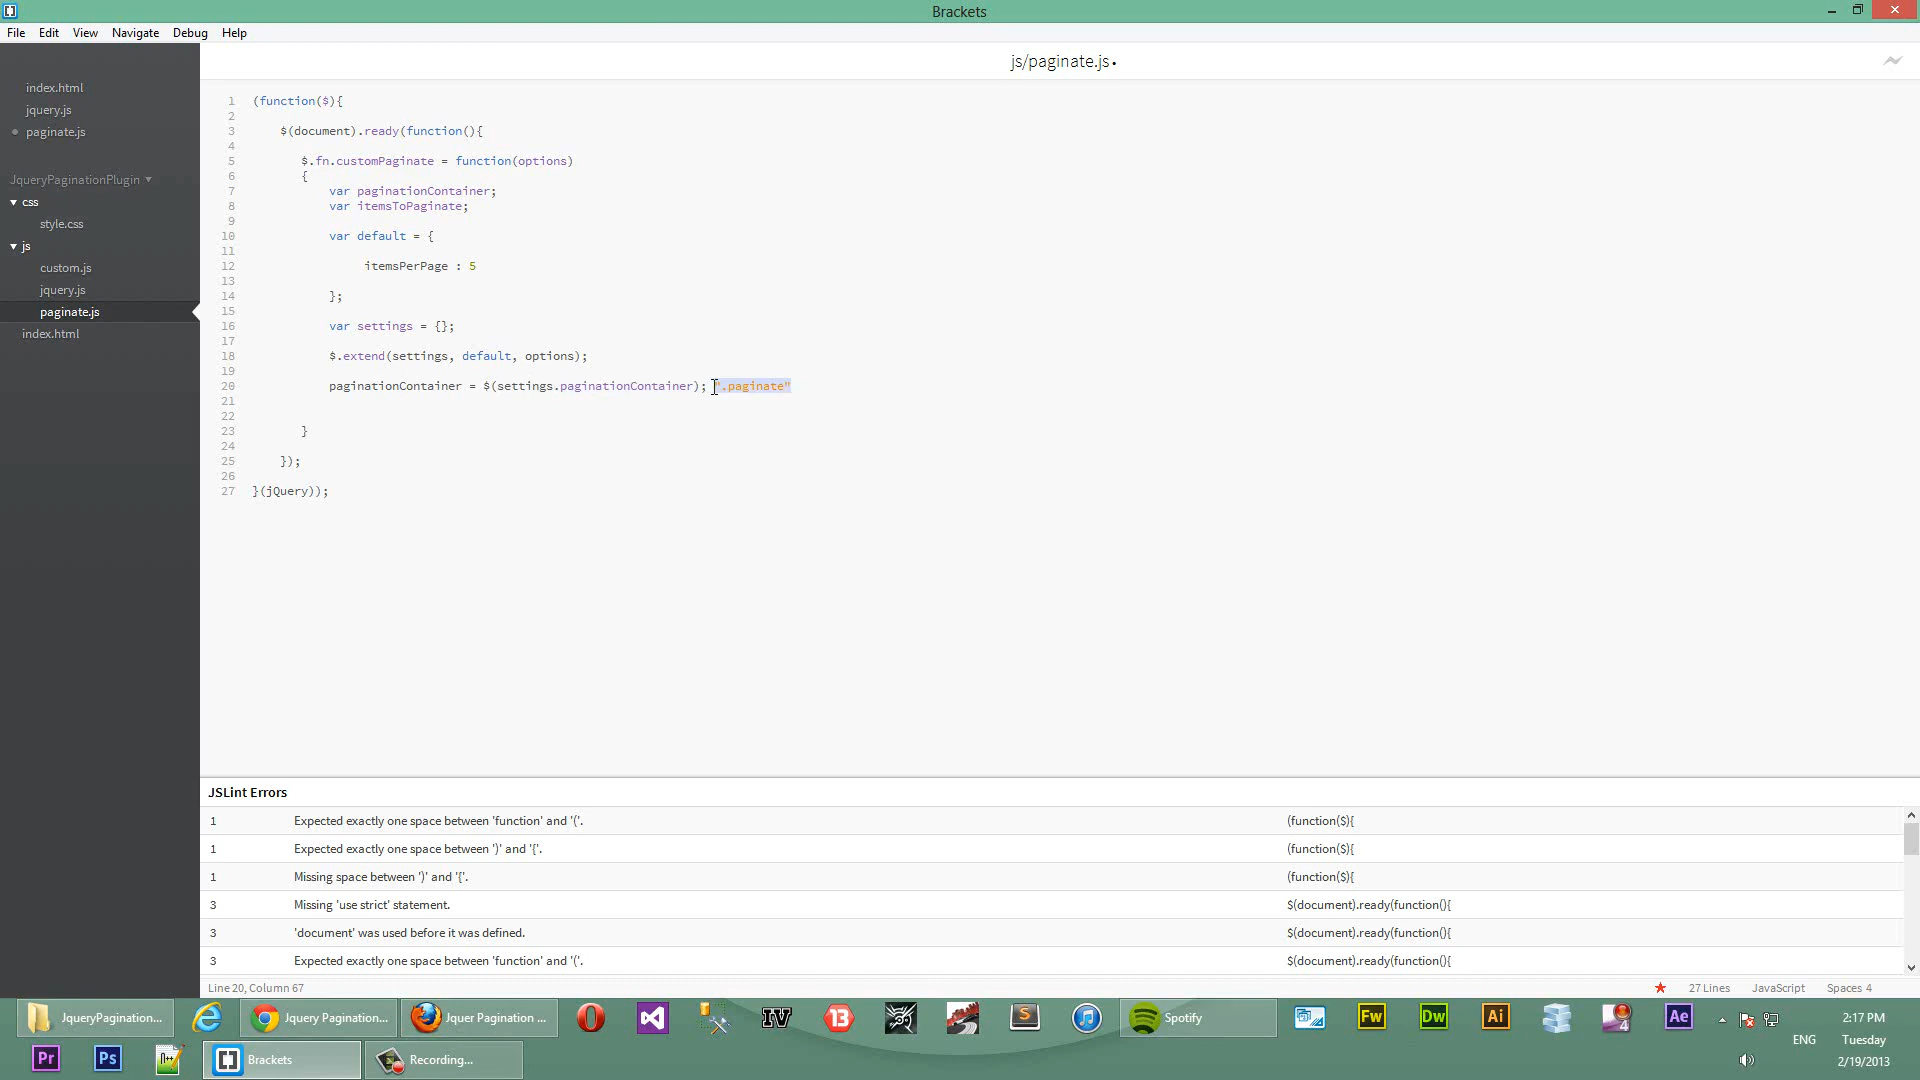 Brackets
File Edit View Navigate Debug Help
js/paginate.js •
index.html
jquery.js
paginate.js
JqueryPaginationPlugin
css
style.css
js
custom.js
jquery.js
paginate.js
index.html
1 (function($){
2
3 $(document).ready(function(){
4
5 $.fn.customPaginate = function(options)
6 {
7 var paginationContainer;
8 var itemsToPaginate;
9
10 var default = {
11
12 itemsPerPage : 5
13
14 };
15
16 var settings = {};
17
18 $.extend(settings, default, options);
19
20 paginationContainer = $(settings.paginationContainer); ".paginate"
21
22
23 }
24
25 });
26
27 }(jQuery));
JSLint Errors
1 Expected exactly one space between 'function' and '('. (function($){
1 Expected exactly one space between ')' and '{'. (function($){
1 Missing space between ')' and '{'. (function($){
3 Missing 'use strict' statement. $(document).ready(function(){
3 'document' was used before it was defined. $(document).ready(function(){
3 Expected exactly one space between 'function' and '('. $(document).ready(function(){
Line 20, Column 67 27 Lines JavaScript Spaces 4
JqueryPagination... Jquery Pagination... Jquer Pagination ... IV 13 S Spotify Fw Dw Ai 4 Ae 2:17 PM
ENG Tuesday
Pr Ps Brackets Recording... 2/19/2013